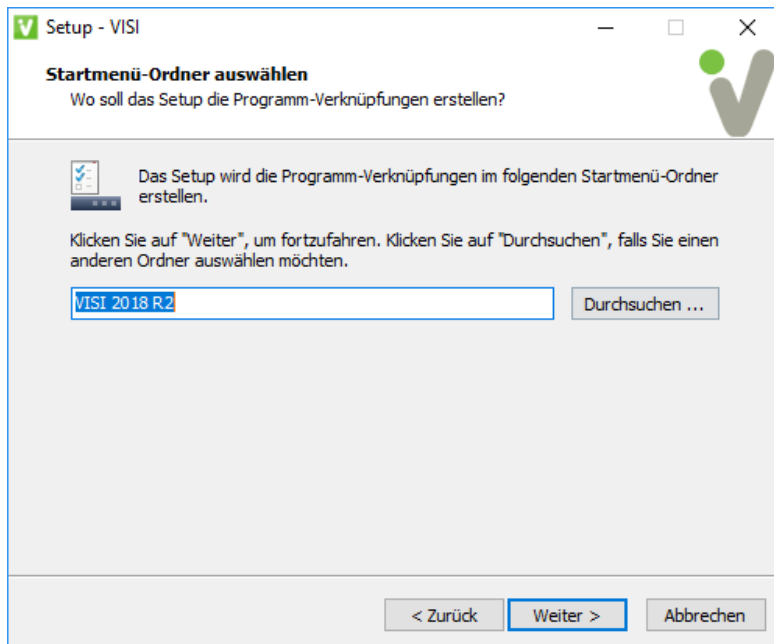 Setup - VISI
Startmenü-Ordner auswählen
Wo soll das Setup die Programm-Verknüpfungen erstellen?
Das Setup wird die Programm-Verknüpfungen im folgenden Startmenü-Ordner
erstellen.
Klicken Sie auf "Weiter", um fortzufahren. Klicken Sie auf "Durchsuchen", falls Sie einen
anderen Ordner auswählen möchten.
VISI 2018 R2
Durchsuchen ...
< Zurück
Weiter >
Abbrechen